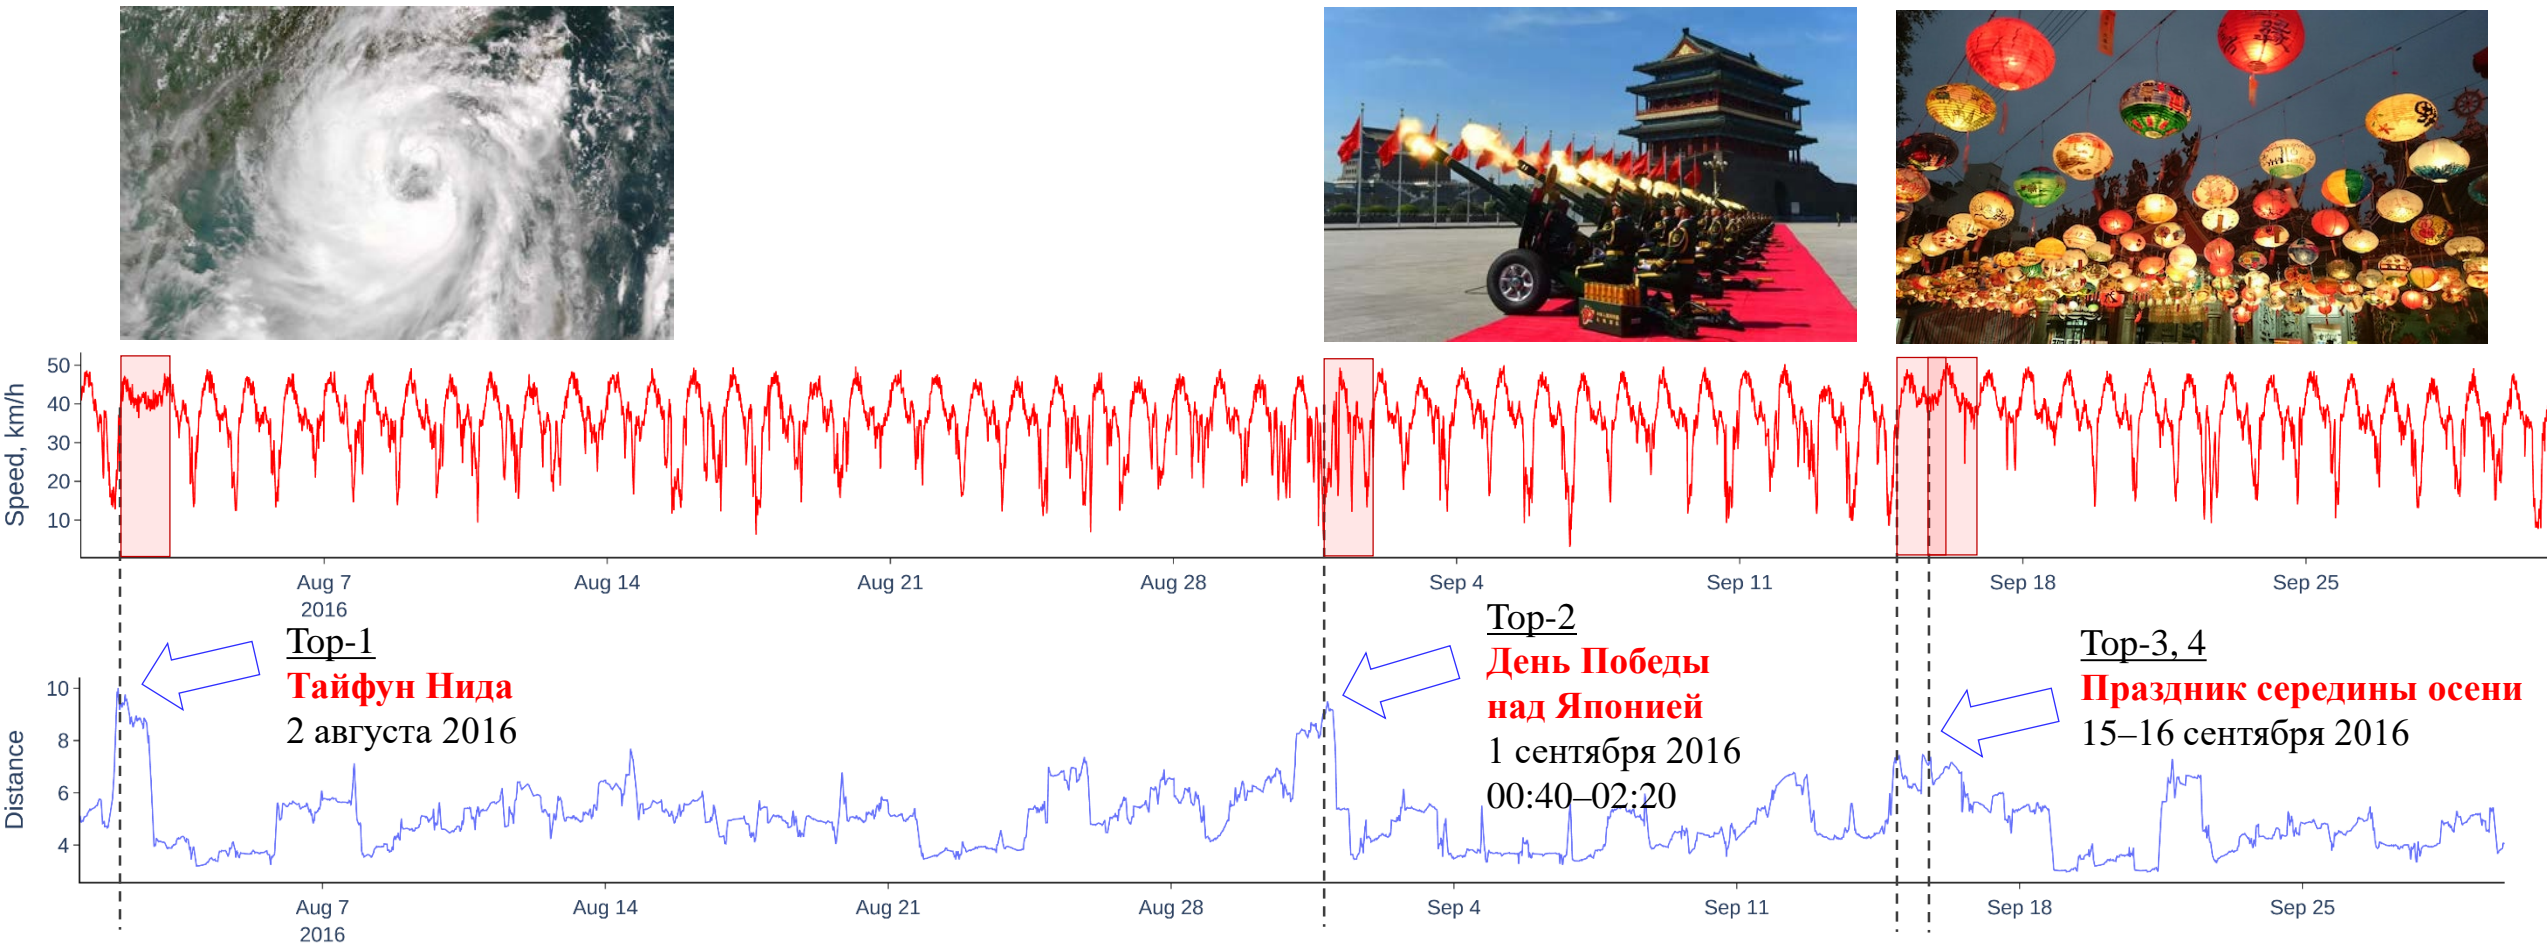 50
40
30
20
10
Speed, km/h
Aug 7
2016
Aug 14
Aug 21
Aug 28
Sep 4
Sep 11
Sep 18
Sep 25
Top-1
Тайфун Нида
2 августа 2016
Top-2
День Победы
над Японией
1 сентября 2016
00:40–02:20
Top-3, 4
Праздник середины осени
15–16 сентября 2016
10
8
6
4
Distance
Aug 7
2016
Aug 14
Aug 21
Aug 28
Sep 4
Sep 11
Sep 18
Sep 25